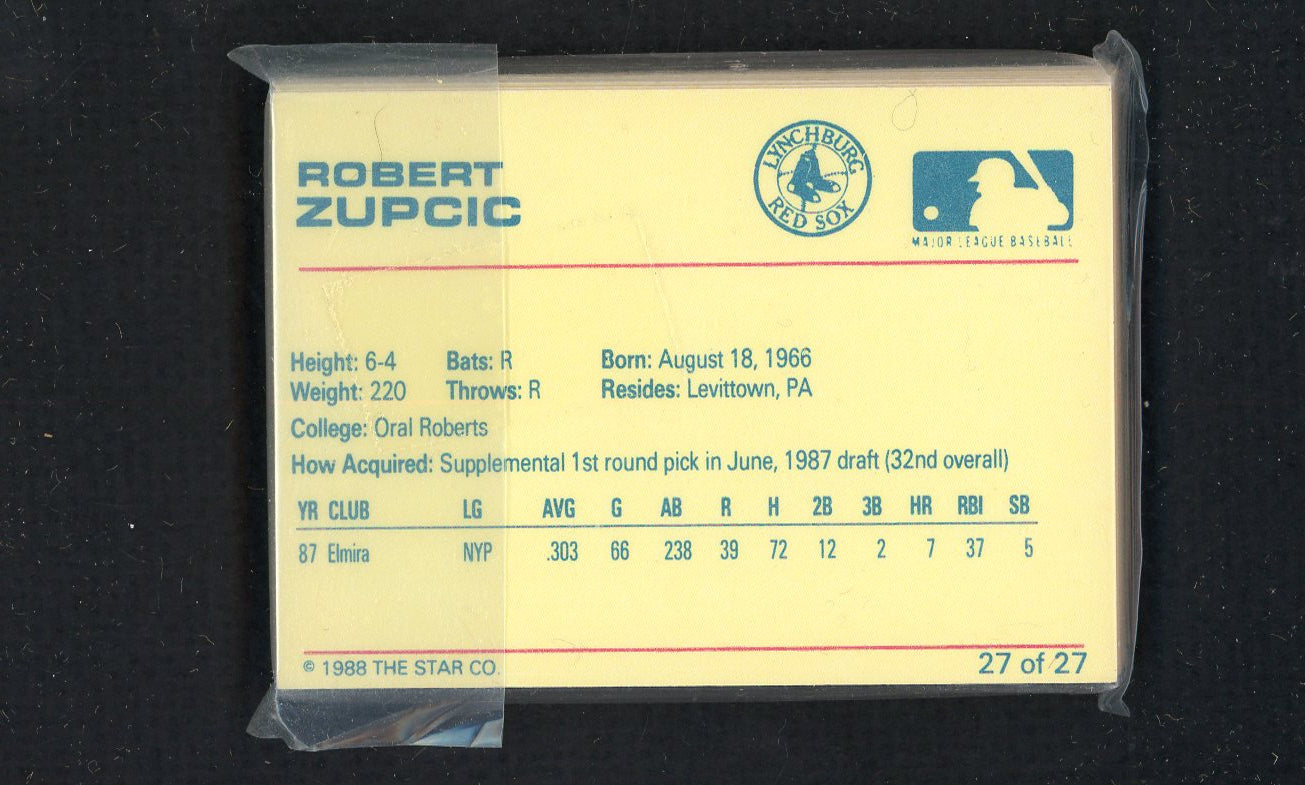 ROBERT
ZUPCIC
LYNCHBURG
RED SOX
MAJOR LEAGUE BASEBALL
Height: 6-4 Bats: R Born: August 18, 1966
Weight: 220 Throws: R Resides: Levittown, PA
College: Oral Roberts
How Acquired: Supplemental 1st round pick in June, 1987 draft (32nd overall)
YR CLUB LG AVG G AB R H 2B 3B HR RBI SB
87 Elmira NYP .303 66 238 39 72 12 2 7 37 5
© 1988 THE STAR CO. 27 of 27